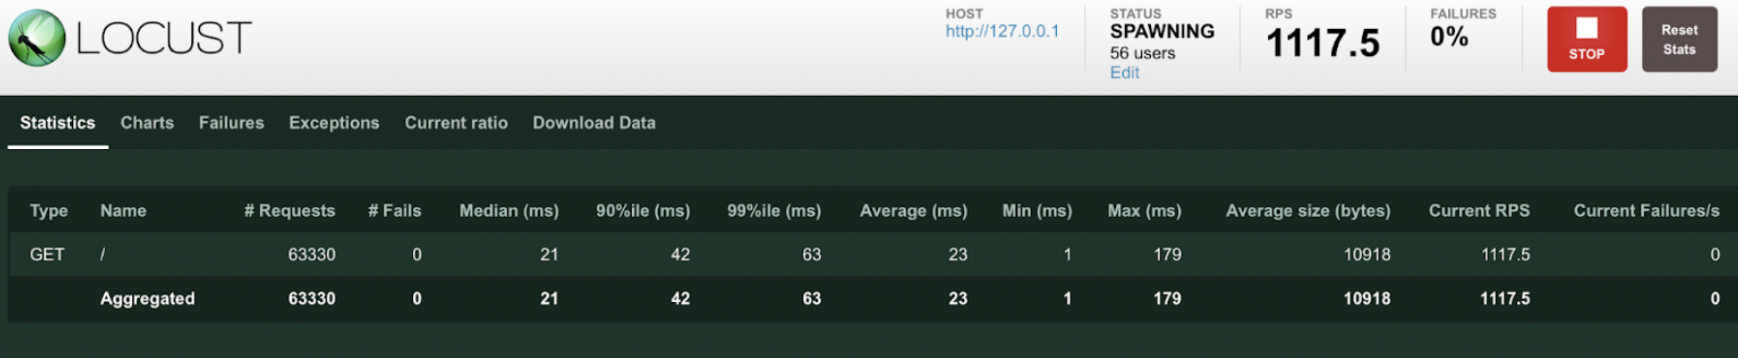 LOCUST
HOST
http://127.0.0.1
STATUS
SPAWNING
56 users
Edit
RPS
1117.5
FAILURES
0%
STOP
Reset
Stats
Statistics Charts Failures Exceptions Current ratio Download Data
Type Name # Requests # Fails Median (ms) 90%ile (ms) 99%ile (ms) Average (ms) Min (ms) Max (ms) Average size (bytes) Current RPS Current Failures/s
GET / 63330 0 21 42 63 23 1 179 10918 1117.5 0
Aggregated 63330 0 21 42 63 23 1 179 10918 1117.5 0